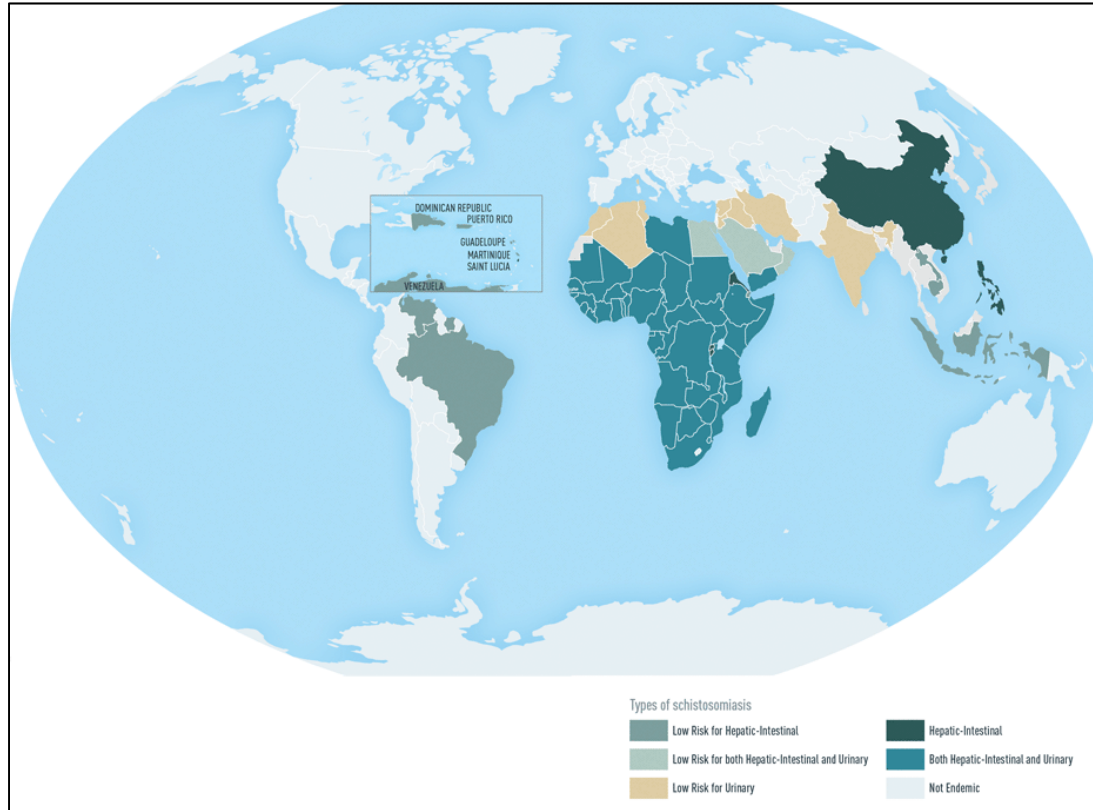 DOMINICAN REPUBLIC
PUERTO RICO
GUADELOUPE
MARTINIQUE
SAINT LUCIA
VENEZUELA
Types of schistosomiasis
Low Risk for Hepatic-Intestinal
Hepatic-Intestinal
Low Risk for both Hepatic-Intestinal and Urinary
Both Hepatic-Intestinal and Urinary
Low Risk for Urinary
Not Endemic